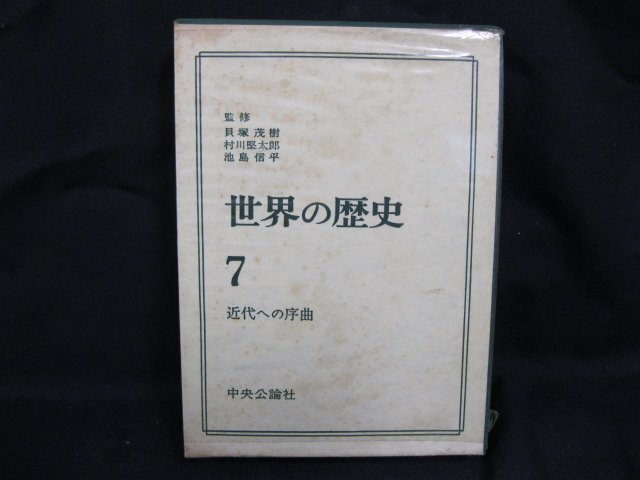 監修
貝塚茂樹
村川堅太郎
池島信平
世界の歴史
7
近代への序曲
中央公論社